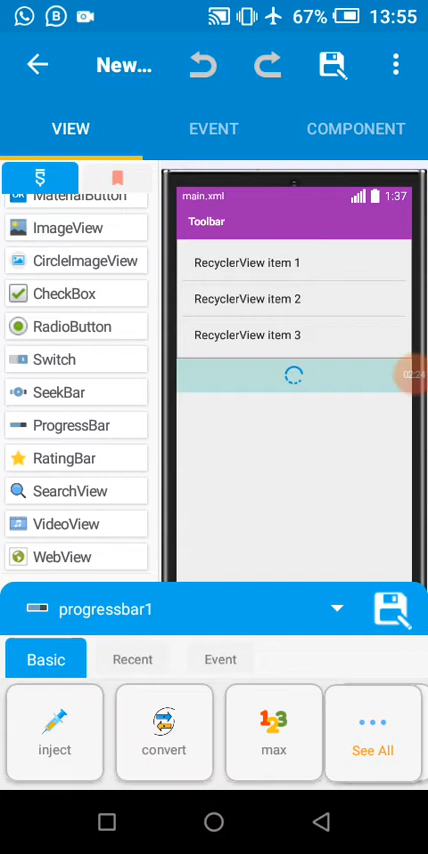 67% 13:55
New...
VIEW EVENT COMPONENT
main.xml 1:37
Toolbar
MaterialButton
ImageView
CircleImageView
CheckBox
RadioButton
Switch
SeekBar
ProgressBar
RatingBar
SearchView
VideoView
WebView
RecyclerView item 1
RecyclerView item 2
RecyclerView item 3
02:24
progressbar1
Basic Recent Event
inject convert max See All